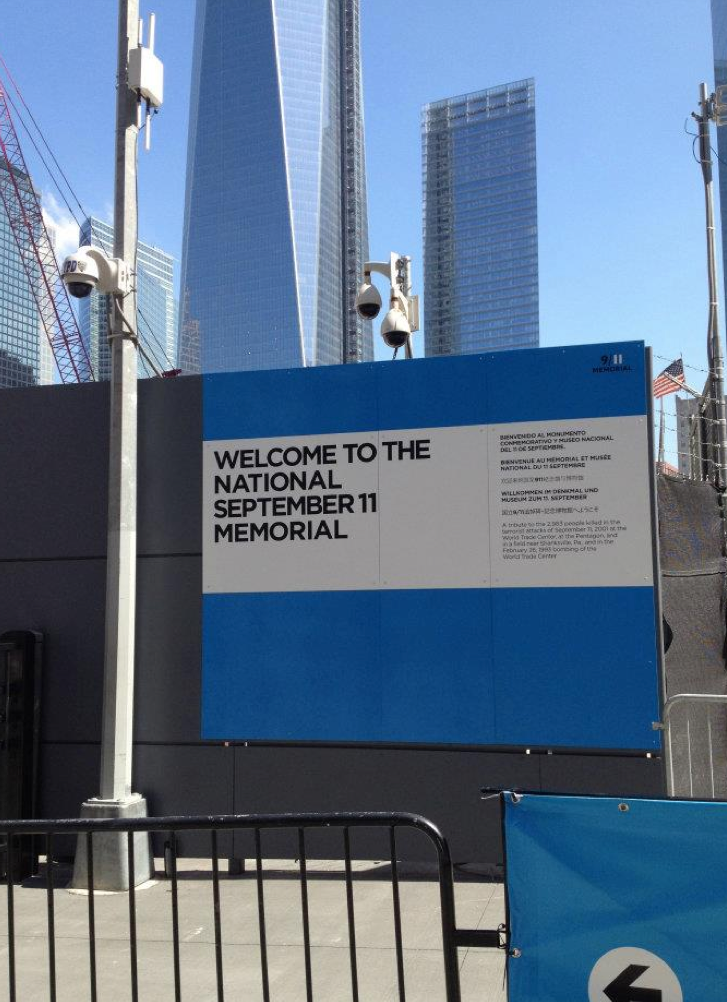 9/11
MEMORIAL
WELCOME TO THE
NATIONAL
SEPTEMBER 11
MEMORIAL
BIENVENIDO AL MONUMENTO
CONMEMORATIVO Y MUSEO NACIONAL
DEL 11 DE SEPTIEMBRE.
BIENVENUE AU MÉMORIAL ET MUSÉE
NATIONAL DU 11 SEPTEMBRE
WILLKOMMEN IM DENKMAL UND
MUSEUM ZUM 11. SEPTEMBER
A tribute to the 2,983 people killed in the
terrorist attacks of September 11, 2001 at the
World Trade Center, at the Pentagon, and
in a field near Shanksville, Pa., and in the
February 26, 1993 bombing of the
World Trade Center